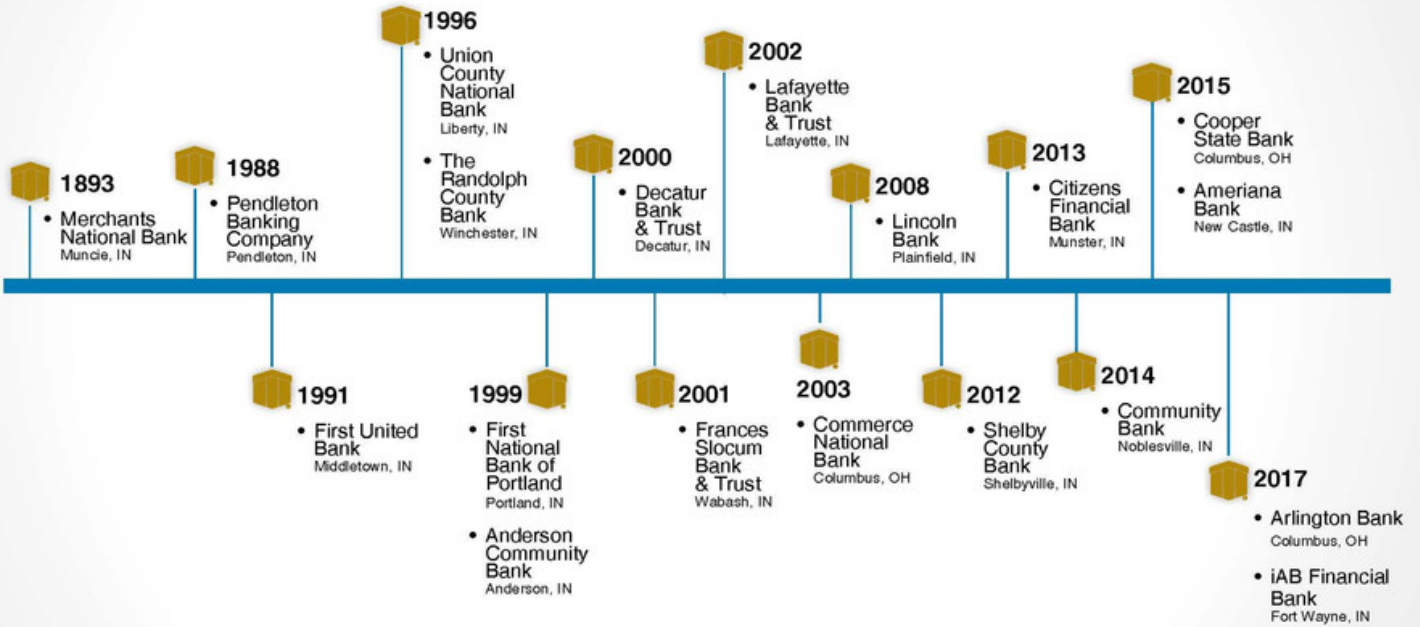 1893
• Merchants
National Bank
Muncie, IN
1988
• Pendleton
Banking
Company
Pendleton, IN
1991
• First United
Bank
Middletown, IN
1996
• Union
County
National
Bank
Liberty, IN
• The
Randolph
County
Bank
Winchester, IN
1999
• First
National
Bank of
Portland
Portland, IN
• Anderson
Community
Bank
Anderson, IN
2000
• Decatur
Bank
& Trust
Decatur, IN
2001
• Frances
Slocum
Bank
& Trust
Wabash, IN
2002
• Lafayette
Bank
& Trust
Lafayette, IN
2003
• Commerce
National
Bank
Columbus, OH
2008
• Lincoln
Bank
Plainfield, IN
2012
• Shelby
County
Bank
Shelbyville, IN
2013
• Citizens
Financial
Bank
Munster, IN
2014
• Community
Bank
Noblesville, IN
2015
• Cooper
State Bank
Columbus, OH
• Ameriana
Bank
New Castle, IN
2017
• Arlington Bank
Columbus, OH
• iAB Financial
Bank
Fort Wayne, IN